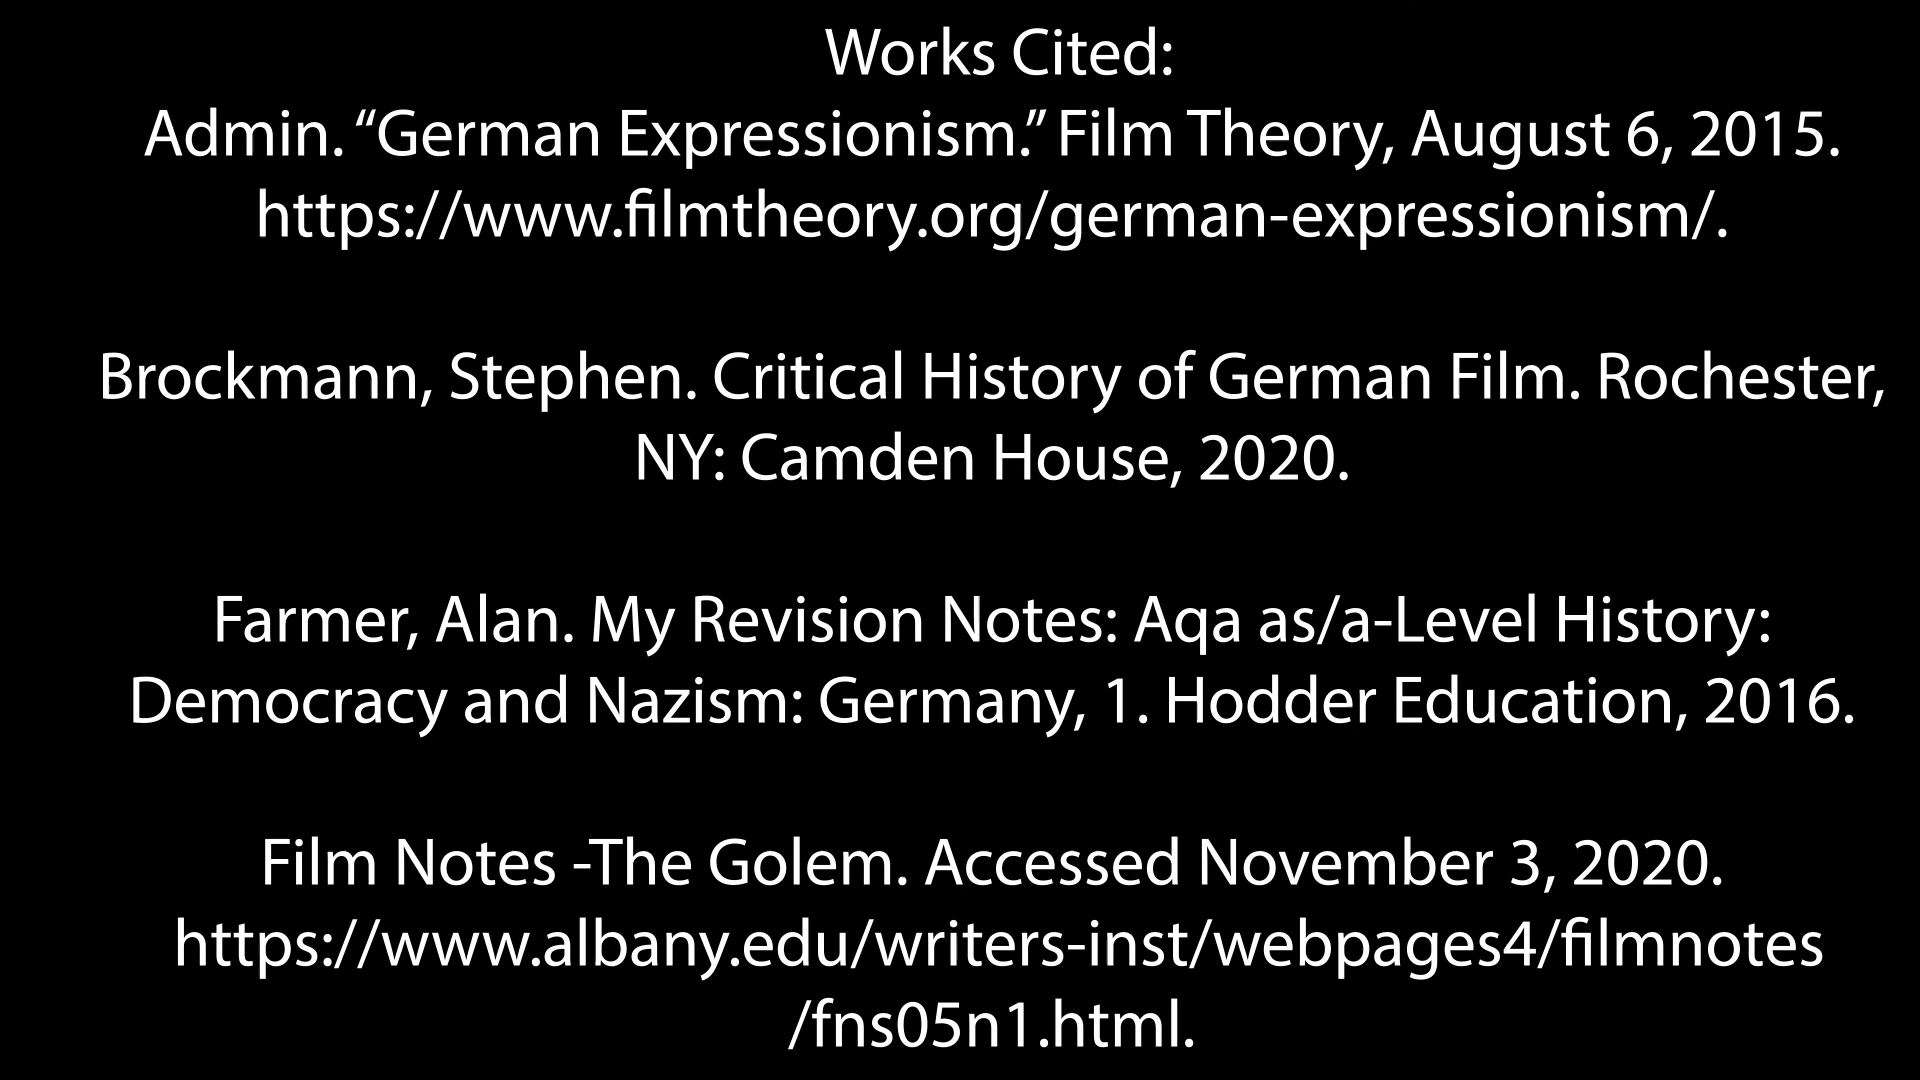 Works Cited:
Admin. “German Expressionism.” Film Theory, August 6, 2015.
https://www.filmtheory.org/german-expressionism/.
Brockmann, Stephen. Critical History of German Film. Rochester,
NY: Camden House, 2020.
Farmer, Alan. My Revision Notes: Aqa as/a-Level History:
Democracy and Nazism: Germany, 1. Hodder Education, 2016.
Film Notes -The Golem. Accessed November 3, 2020.
https://www.albany.edu/writers-inst/webpages4/filmnotes
/fns05n1.html.